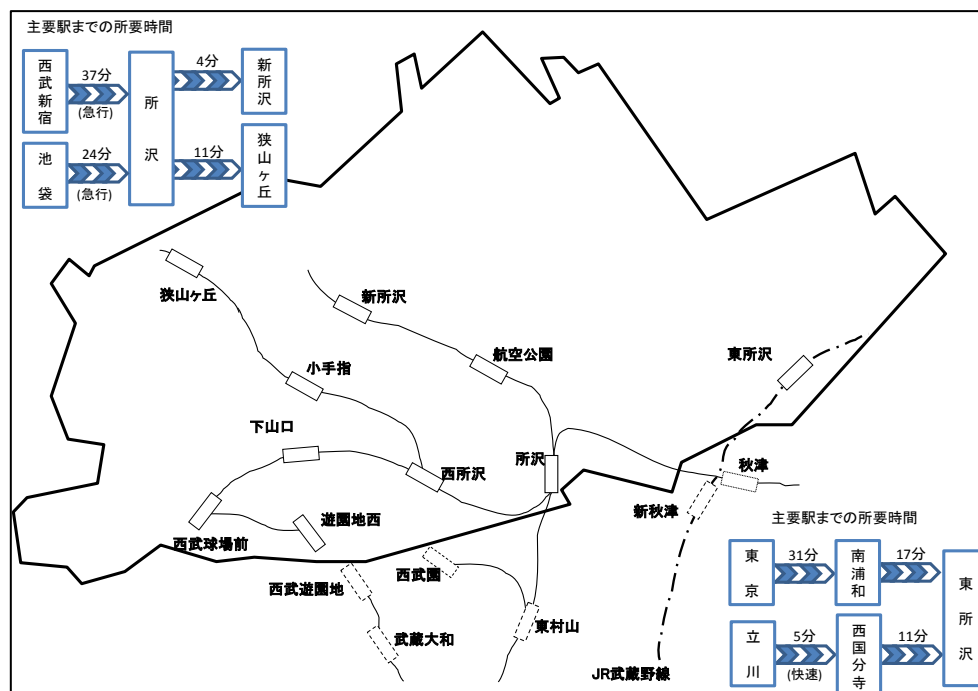 主要駅までの所要時間
西武新宿
37分
(急行)
所沢
4分
新所沢
池袋
24分
(急行)
11分
狭山ヶ丘
狭山ヶ丘
新所沢
小手指
航空公園
東所沢
下山口
西所沢
所沢
秋津
新秋津
遊園地西
西武球場前
西武園
西武遊園地
武蔵大和
東村山
JR武蔵野線
主要駅までの所要時間
東京
31分
南浦和
17分
東所沢
立川
5分
(快速)
西国分寺
11分